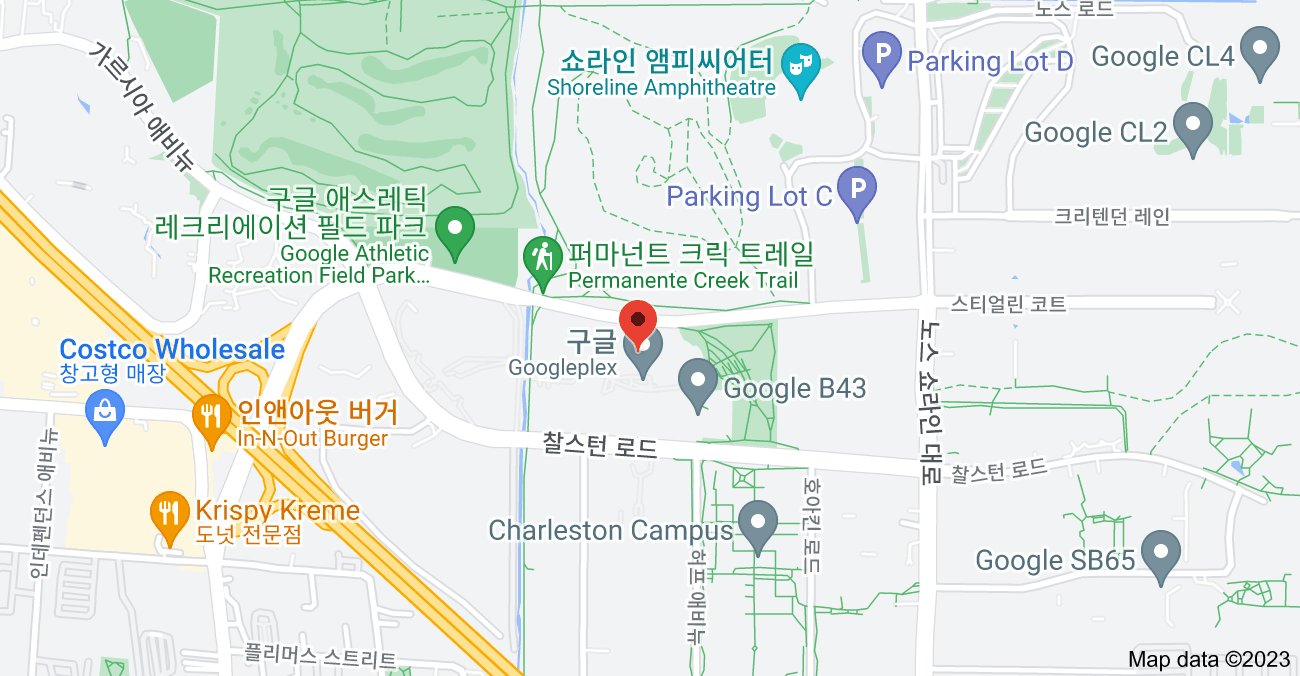 노스 로드
가르시아 애비뉴
쇼라인 앰피씨어터
Shoreline Amphitheatre
Parking Lot D
Google CL4
Google CL2
Parking Lot C
구글 애스레틱
레크리에이션 필드 파크
Google Athletic
Recreation Field Park...
크리텐던 레인
퍼마넌트 크릭 트레일
Permanente Creek Trail
스티얼린 코트
노스 쇼라인 대로
구글
Googleplex
Costco Wholesale
창고형 매장
Google B43
인앤아웃 버거
In-N-Out Burger
찰스턴 로드
찰스턴 로드
인데펜던스 애비뉴
Krispy Kreme
도넛 전문점
Charleston Campus
호아킨 로드
허프 애비뉴
Google SB65
플리머스 스트리트
Map data ©2023